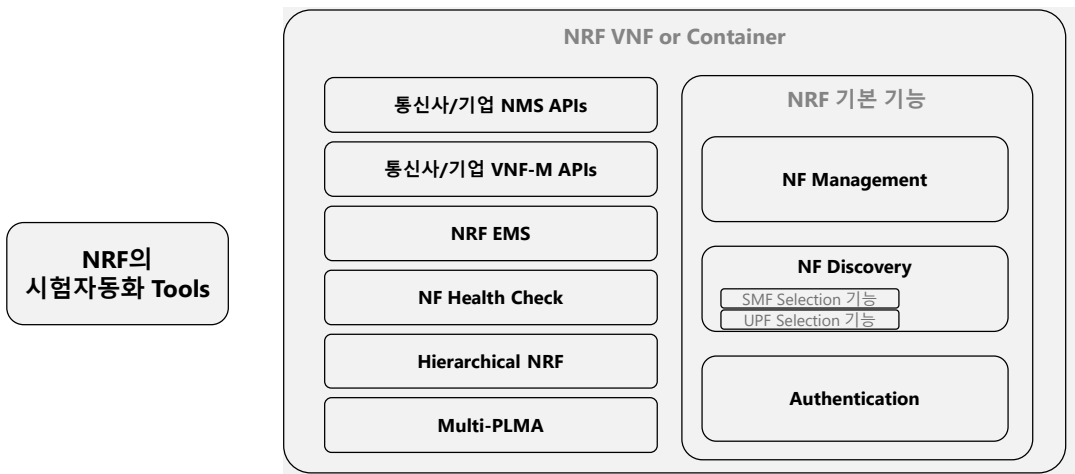 NRF VNF or Container
통신사/기업 NMS APIs
통신사/기업 VNF-M APIs
NRF EMS
NF Health Check
Hierarchical NRF
Multi-PLMA
NRF 기본 기능
NF Management
NF Discovery
SMF Selection 기능
UPF Selection 기능
Authentication
NRF의
시험자동화 Tools